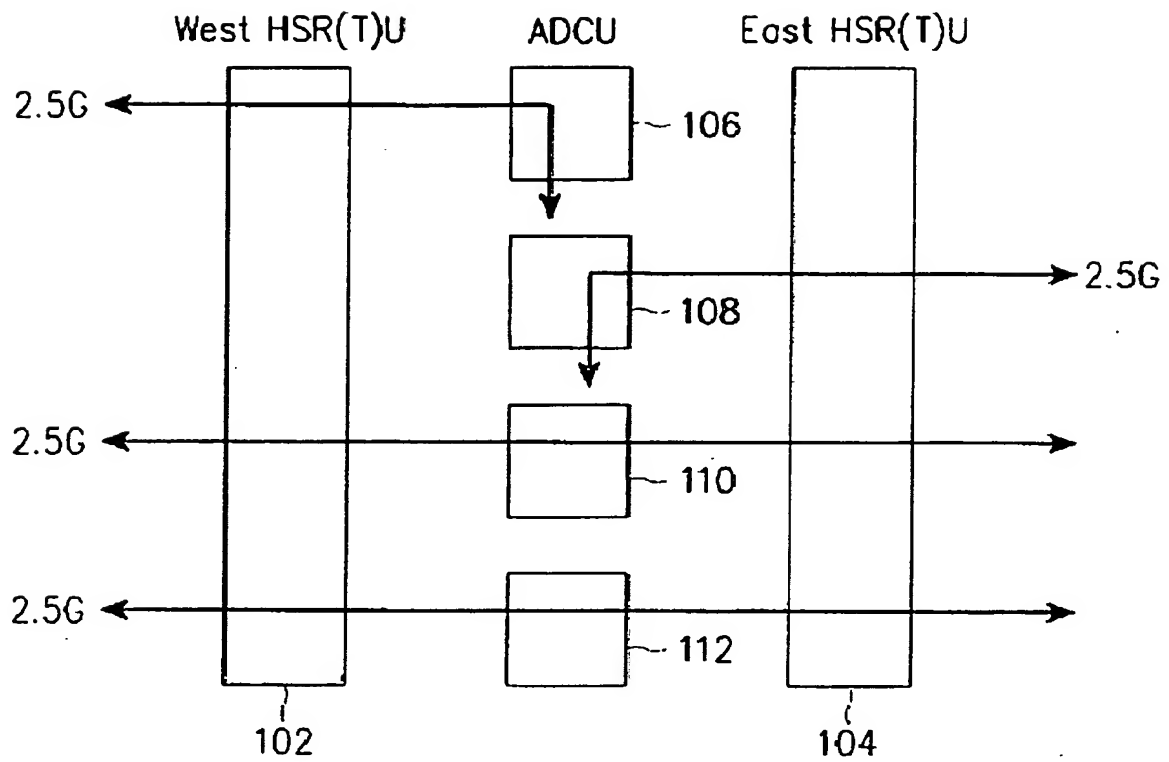 West HSR(T)U ADCU East HSR(T)U
2.5G
106
2.5G
108
2.5G
110
2.5G
112
102
104